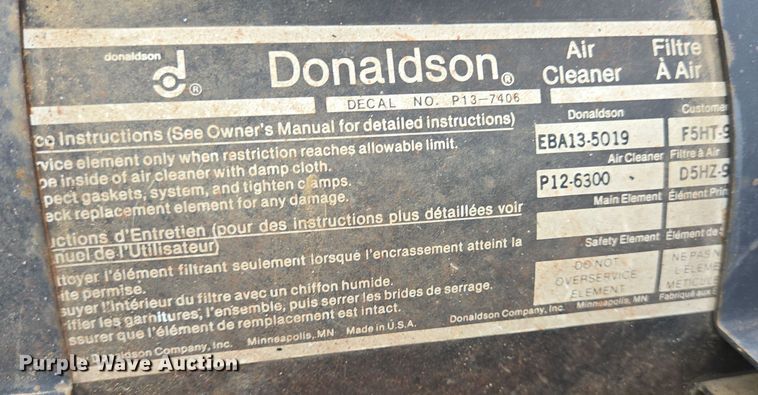 donaldson
®
Donaldson®
DECAL NO. P13-7406
Instructions (See Owner's Manual for detailed instructions)
vice element only when restriction reaches allowable limit.
pe inside of air cleaner with damp cloth.
pect gaskets, system, and tighten clamps.
eck replacement element for any damage.
uctions d'Entretien (pour des instructions plus détaillées voir
nuel de l'Utilisateur)
ttoyer l'élément filtrant seulement lorsque l'encrassement atteint la
ite permise.
suyer l'intérieur du filtre avec un chiffon humide.
rifier les garnitures, l'ensemble, puis serrer les brides de serrage.
ssurer que l'élément de remplacement est intact.
Donaldson Company, Inc. Minneapolis, MN Made in U.S.A.
Air Cleaner
Filtre À Air
Donaldson Customer
EBA13-5019 F5HT-9
Air Cleaner Filtre à Air
P12-6300 D5HZ-9
Main Element Élément Prin
Safety Element Élément de S
DO NOT OVERSERVICE ELEMENT
NE PAS N L'ÉLÉME
Donaldson Company, Inc. Minneapolis, MN Fabriqué aux
Purple Wave Auction